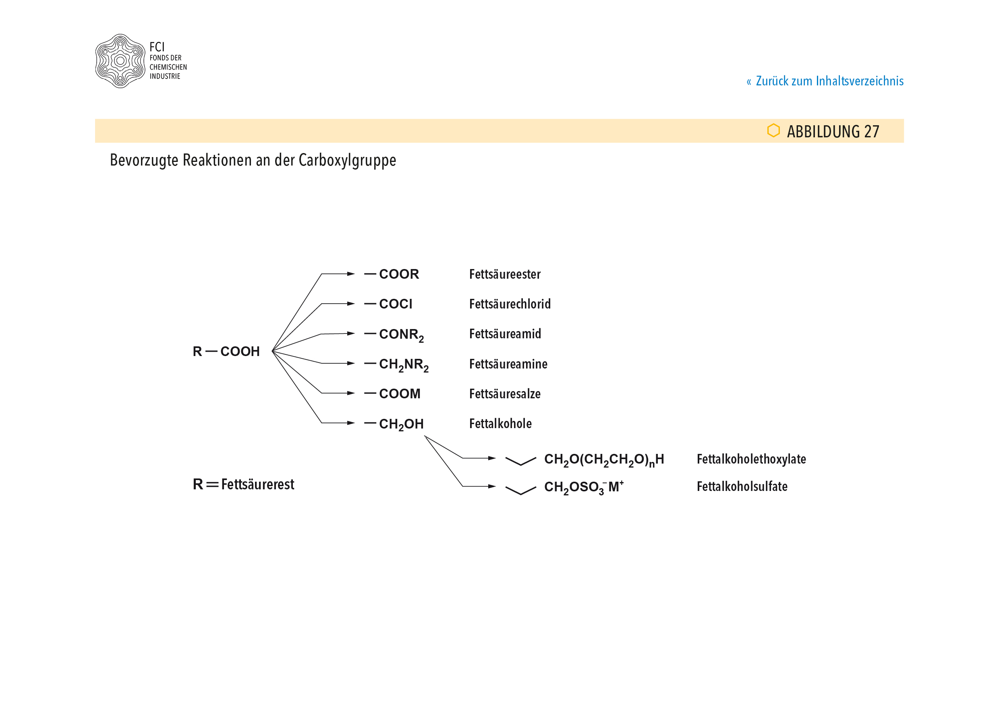 FCI
FONDS DER
CHEMISCHEN
INDUSTRIE
« Zurück zum Inhaltsverzeichnis
ABBILDUNG 27
Bevorzugte Reaktionen an der Carboxylgruppe
— COOR Fettsäureester
— COCl Fettsäurechlorid
— CONR₂ Fettsäureamid
R — COOH
— CH₂NR₂ Fettsäureamine
— COOM Fettsäuresalze
— CH₂OH Fettalkohole
CH₂O(CH₂CH₂O)ₙH Fettalkoholethoxylate
R = Fettsäurerest
CH₂OSO₃⁻M⁺ Fettalkoholsulfate